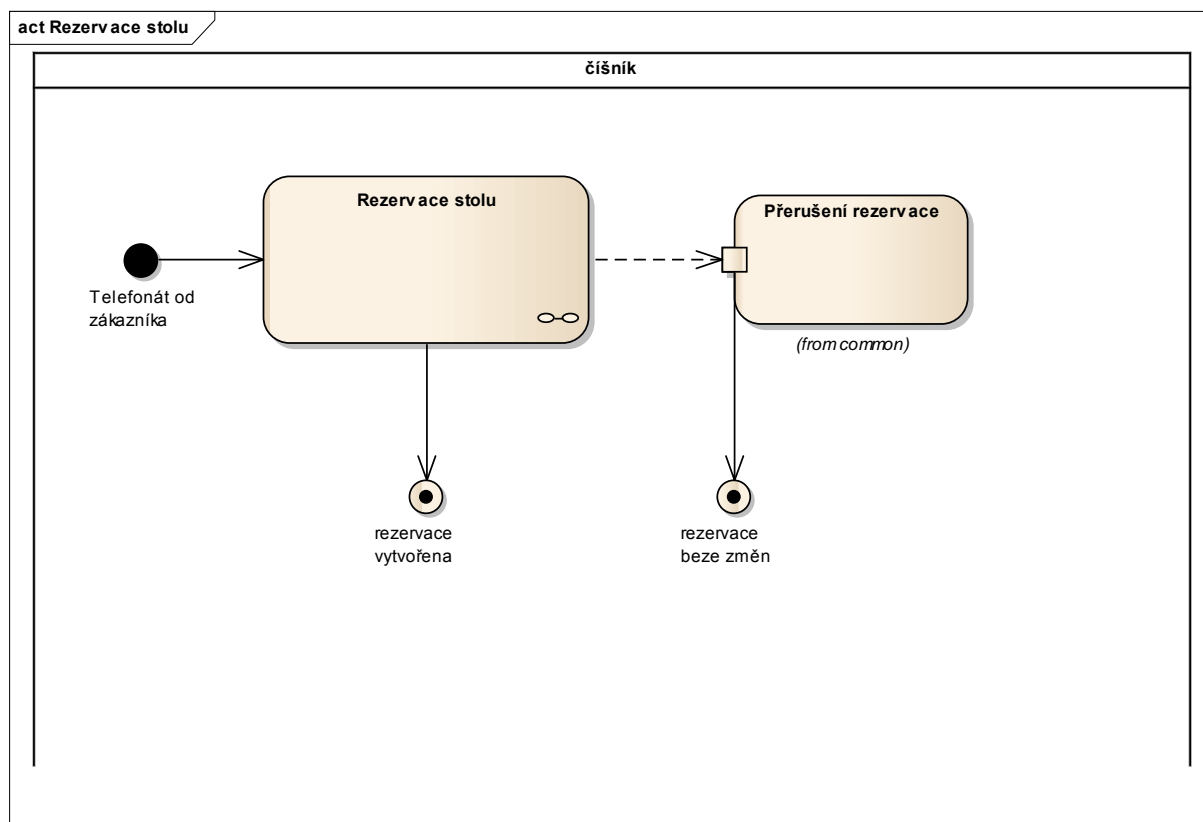 act Rezervace stolu
číšník
Rezervace stolu
Přerušení rezervace
Telefonát od
zákazníka
(from common)
rezervace
vytvořena
rezervace
beze změn